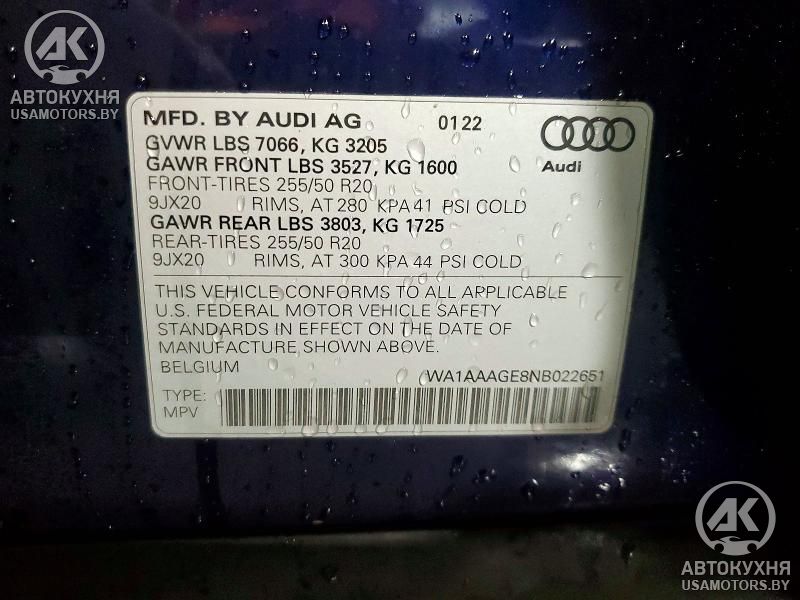 AK
АВТОКУХНЯ
USAMOTORS.BY
MFD. BY AUDI AG 0122
GVWR LBS 7066, KG 3205
GAWR FRONT LBS 3527, KG 1600
FRONT-TIRES 255/50 R20
9JX20 RIMS, AT 280 KPA 41 PSI COLD
GAWR REAR LBS 3803, KG 1725
REAR-TIRES 255/50 R20
9JX20 RIMS, AT 300 KPA 44 PSI COLD
Audi
THIS VEHICLE CONFORMS TO ALL APPLICABLE
U.S. FEDERAL MOTOR VEHICLE SAFETY
STANDARDS IN EFFECT ON THE DATE OF
MANUFACTURE SHOWN ABOVE.
BELGIUM WA1AAAGE8NB022651
TYPE:
MPV
AK
АВТОКУХНЯ
USAMOTORS.BY